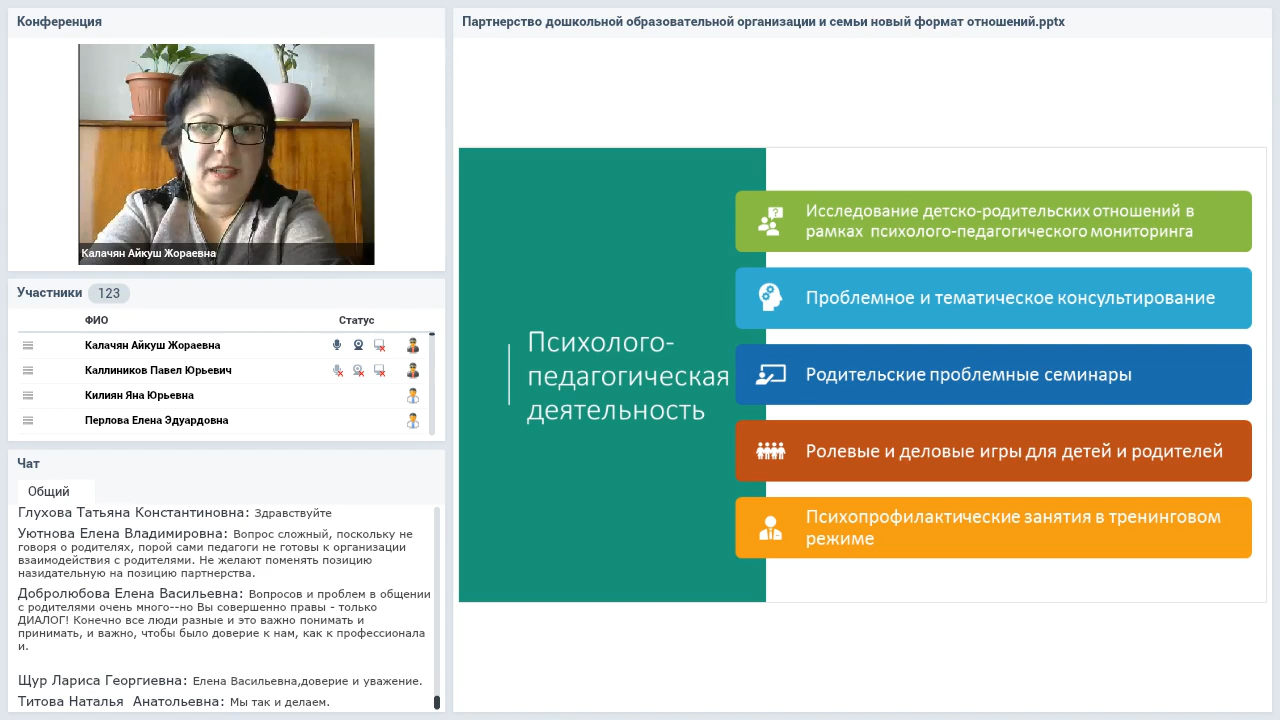 Конференция
Калачян Айкуш Жораевна
Участники 123
ФИО Статус
Калачян Айкуш Жораевна
Каллиников Павел Юрьевич
Килиян Яна Юрьевна
Перлова Елена Эдуардовна
Чат
Общий
Глухова Татьяна Константиновна: Здравствуйте
Уютнова Елена Владимировна: Вопрос сложный, поскольку не
говоря о родителях, порой сами педагоги не готовы к организации
взаимодействия с родителями. Не желают поменять позицию
назидательную на позицию партнерства.
Добролюбова Елена Васильевна: Вопросов и проблем в общении
с родителями очень много--но Вы совершенно правы - только
ДИАЛОГ! Конечно все люди разные и это важно понимать и
принимать, и важно, чтобы было доверие к нам, как к профессионала
и.
Щур Лариса Георгиевна: Елена Васильевна,доверие и уважение.
Титова Наталья  Анатольевна: Мы так и делаем.
Партнерство дошкольной образовательной организации и семьи новый формат отношений.pptx
Психолого-
педагогическая
деятельность
Исследование детско-родительских отношений в
рамках  психолого-педагогического мониторинга
Проблемное и тематическое консультирование
Родительские проблемные семинары
Ролевые и деловые игры для детей и родителей
Психопрофилактические занятия в тренинговом
режиме